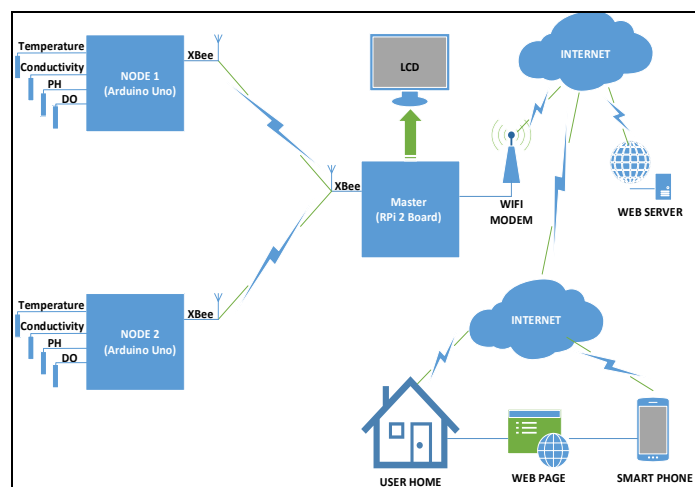 Temperature
Conductivity
PH
DO
NODE 1
(Arduino Uno)
XBee
LCD
INTERNET
XBee
Master
(RPi 2 Board)
WIFI
MODEM
WEB SERVER
Temperature
Conductivity
PH
DO
NODE 2
(Arduino Uno)
XBee
INTERNET
USER HOME
WEB PAGE
SMART PHONE